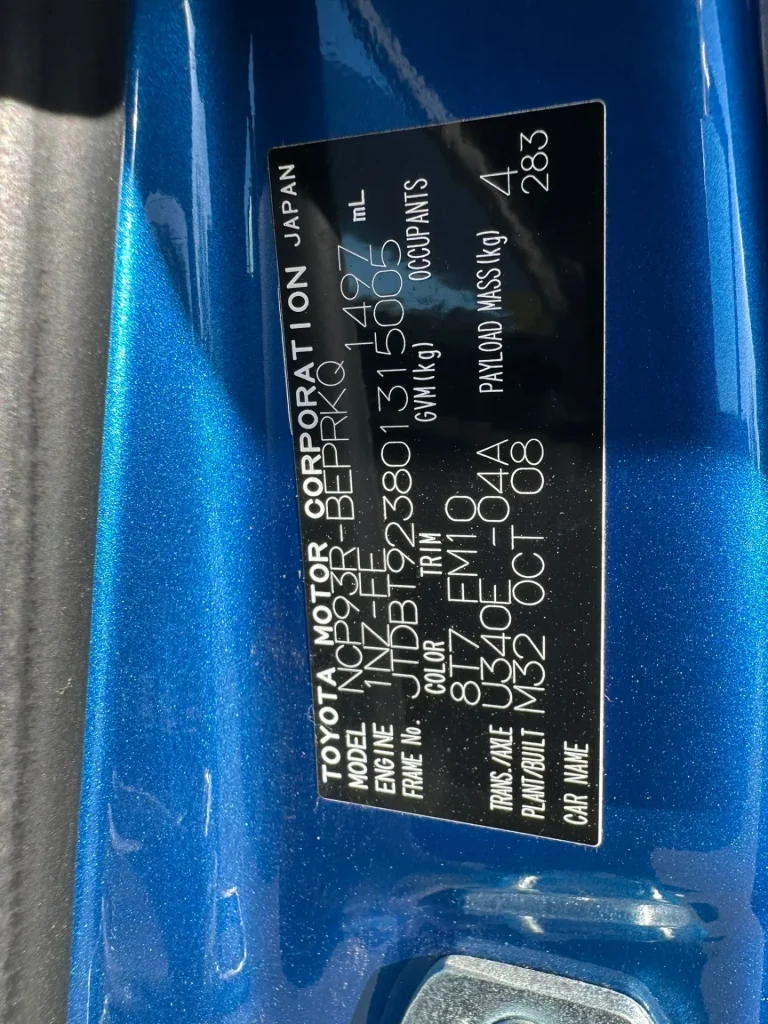 TOYOTA MOTOR CORPORATION JAPAN
MODEL NCP93R-BEPRKQ 1497 mL
ENGINE 1NZ-FE
FRAME No. JTDBT923801315005
COLOR TRIM GVM(kg) OCCUPANTS
8T7 FM10
TRANS./AXLE U340E -04A PAYLOAD MASS(kg) 4
PLANT/BUILT M32 OCT 08 283
CAR NAME